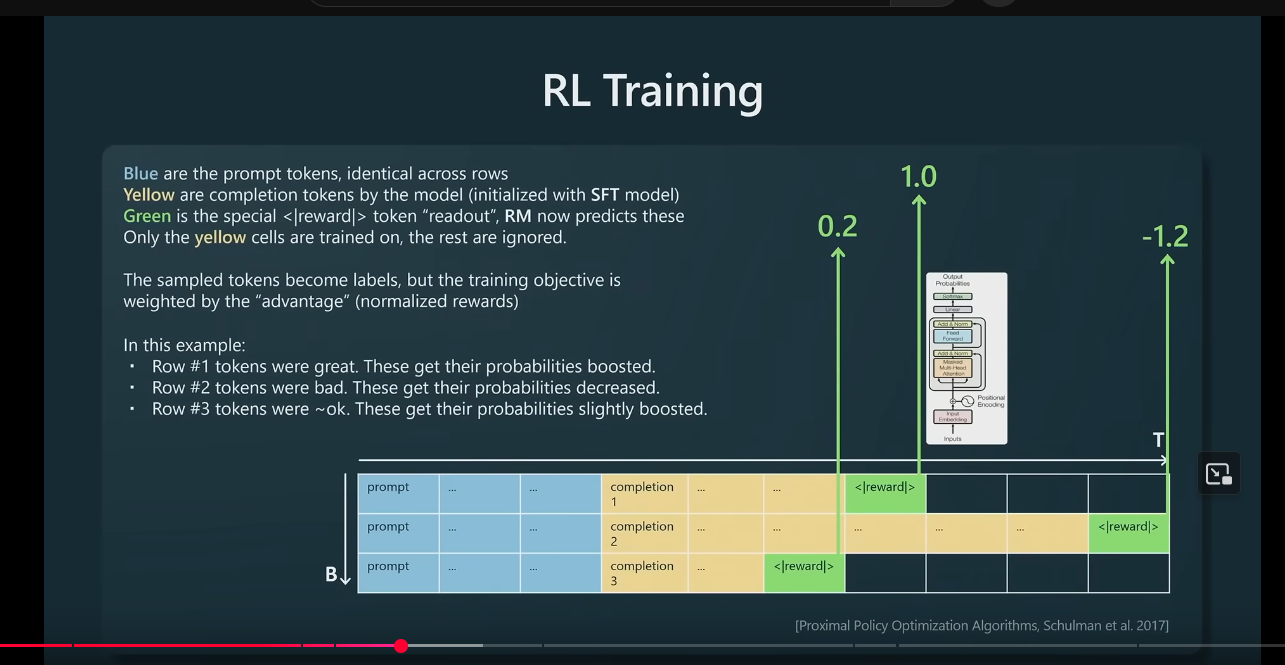 RL Training
Blue are the prompt tokens, identical across rows
Yellow are completion tokens by the model (initialized with SFT model)
Green is the special <|reward|> token “readout”, RM now predicts these
Only the yellow cells are trained on, the rest are ignored.
The sampled tokens become labels, but the training objective is
weighted by the “advantage” (normalized rewards)
In this example:
▪ Row #1 tokens were great. These get their probabilities boosted.
▪ Row #2 tokens were bad. These get their probabilities decreased.
▪ Row #3 tokens were ~ok. These get their probabilities slightly boosted.
0.2
1.0
-1.2
Output
Probabilities
Softmax
Linear
Add & Norm
Feed
Forward
Add & Norm
Masked
Multi-Head
Attention
Positional
Encoding
Input
Embedding
Inputs
T
B
prompt ... ... completion 1 ... ... <|reward|>
prompt ... ... completion 2 ... ... ... ... ... <|reward|>
prompt ... ... completion 3 ... <|reward|>
[Proximal Policy Optimization Algorithms, Schulman et al. 2017]